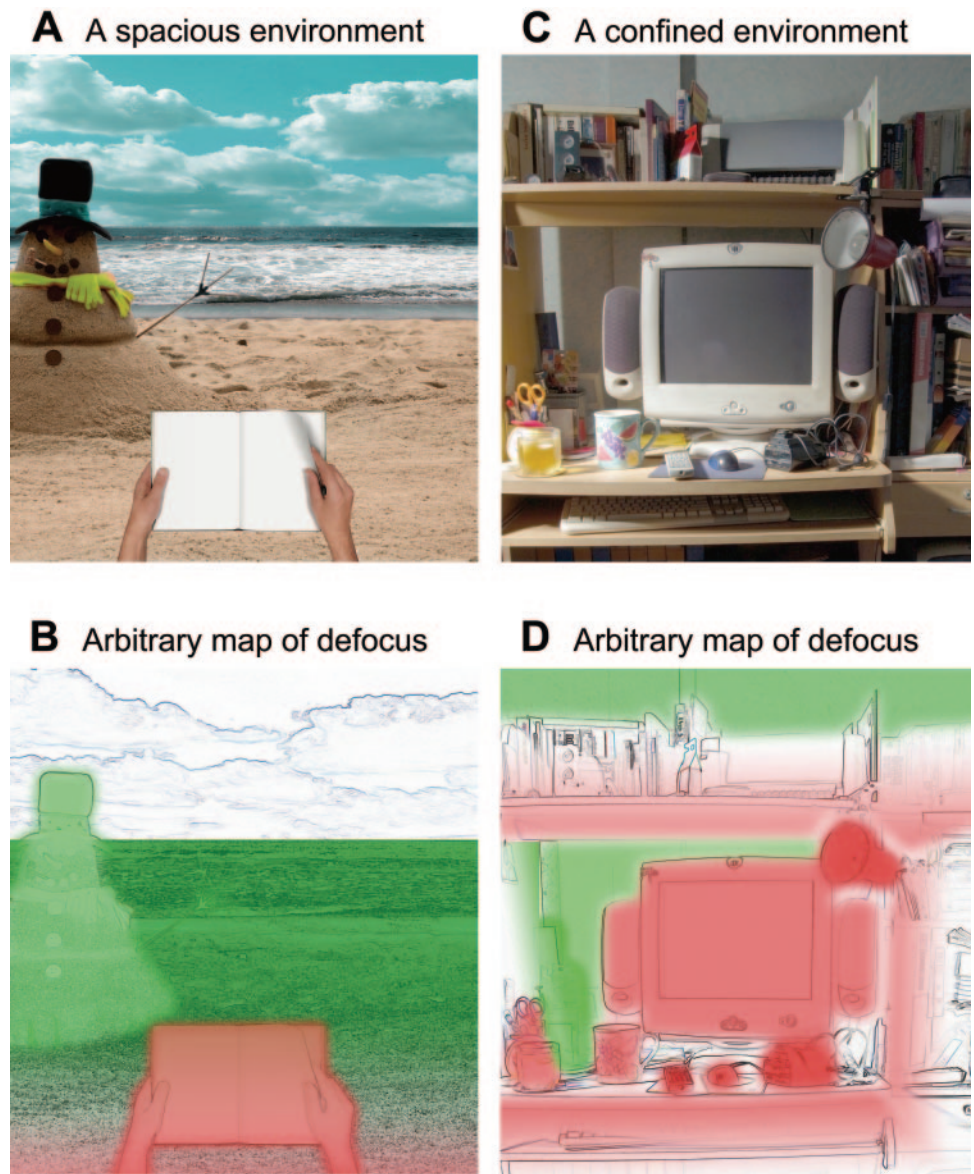 A A spacious environment
C A confined environment
B Arbitrary map of defocus
D Arbitrary map of defocus